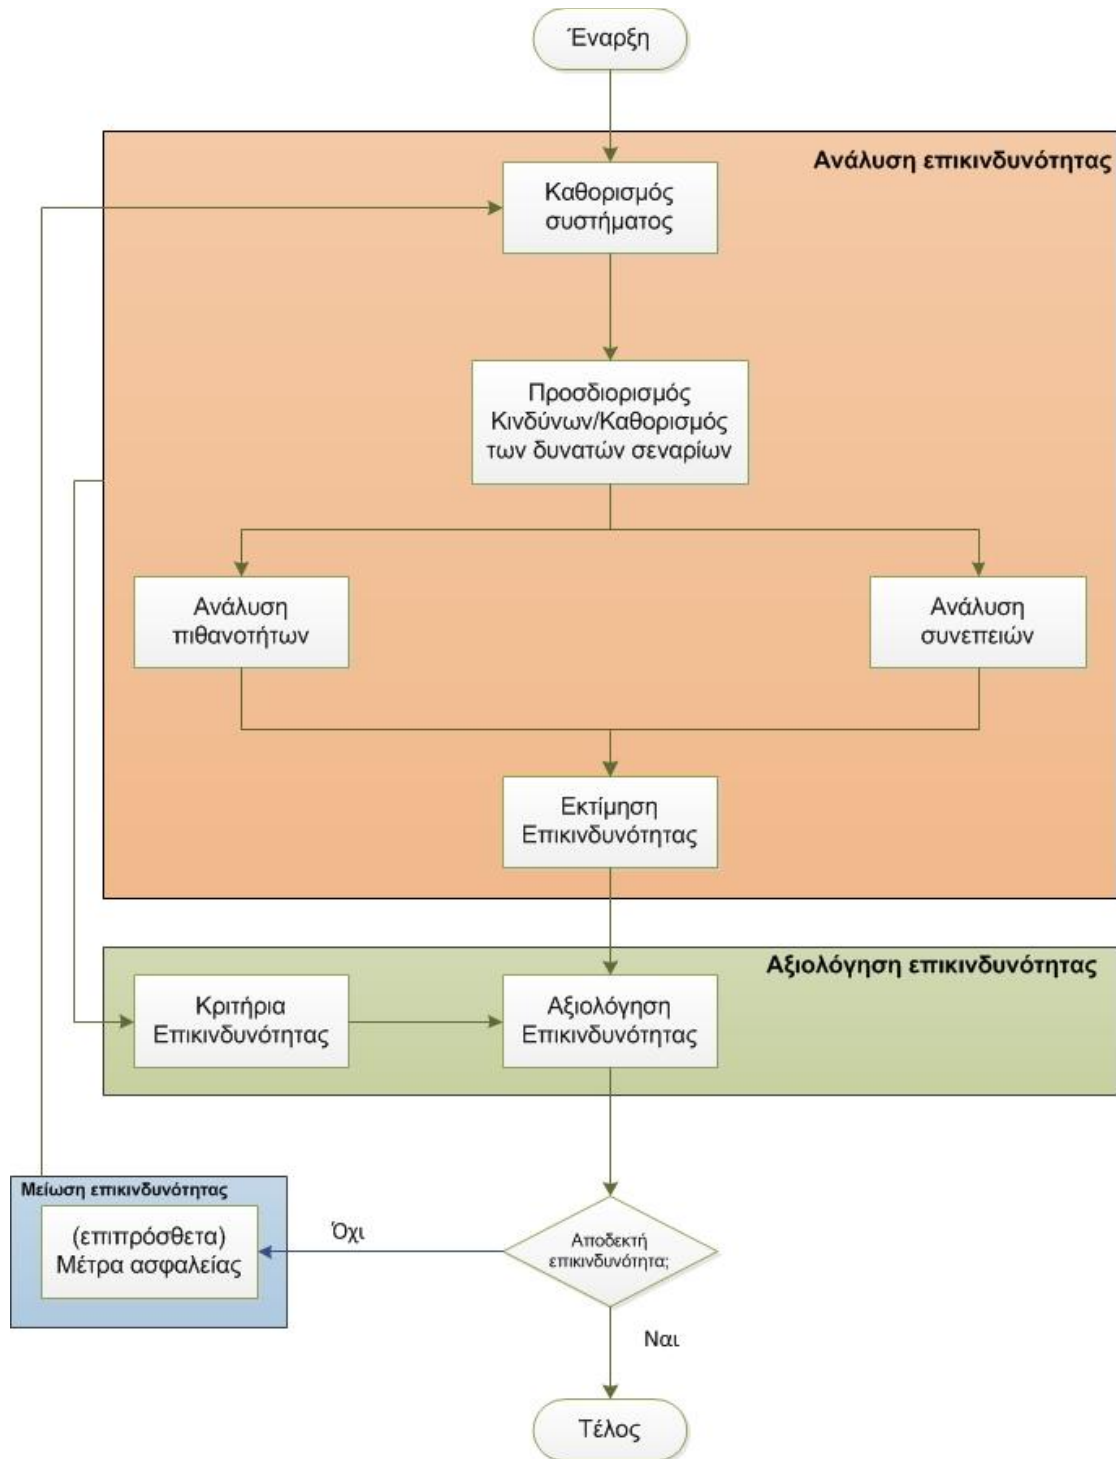 Έναρξη
Ανάλυση επικινδυνότητας
Καθορισμός
συστήματος
Προσδιορισμός
Κινδύνων/Καθορισμός
των δυνατών σεναρίων
Ανάλυση
πιθανοτήτων
Ανάλυση
συνεπειών
Εκτίμηση
Επικινδυνότητας
Αξιολόγηση επικινδυνότητας
Κριτήρια
Επικινδυνότητας
Αξιολόγηση
Επικινδυνότητας
Μείωση επικινδυνότητας
(επιπρόσθετα)
Μέτρα ασφαλείας
Όχι
Αποδεκτή
επικινδυνότητα;
Ναι
Τέλος